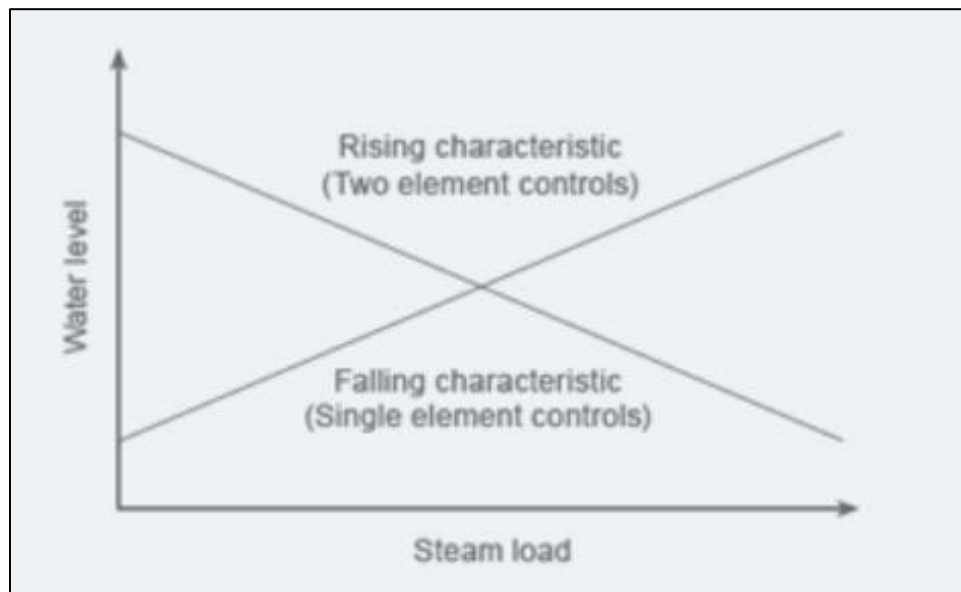 Rising characteristic
(Two element controls)
Water level
Falling characteristic
(Single element controls)
Steam load